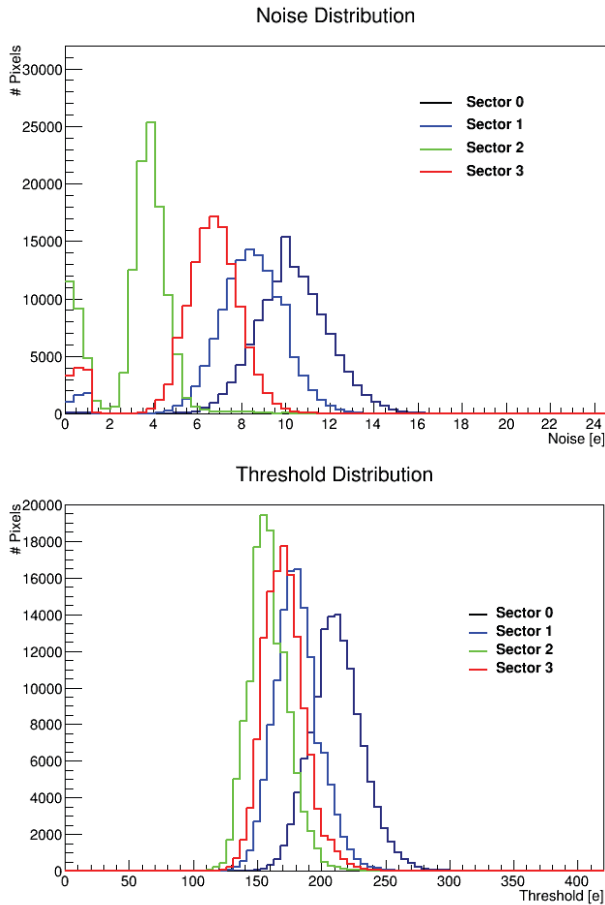 Noise Distribution
# Pixels
30000
25000
20000
15000
10000
5000
0
Sector 0
Sector 1
Sector 2
Sector 3
0 2 4 6 8 10 12 14 16 18 20 22 24
Noise [e]
Threshold Distribution
# Pixels
20000
18000
16000
14000
12000
10000
8000
6000
4000
2000
0
Sector 0
Sector 1
Sector 2
Sector 3
0 50 100 150 200 250 300 350 400
Threshold [e]